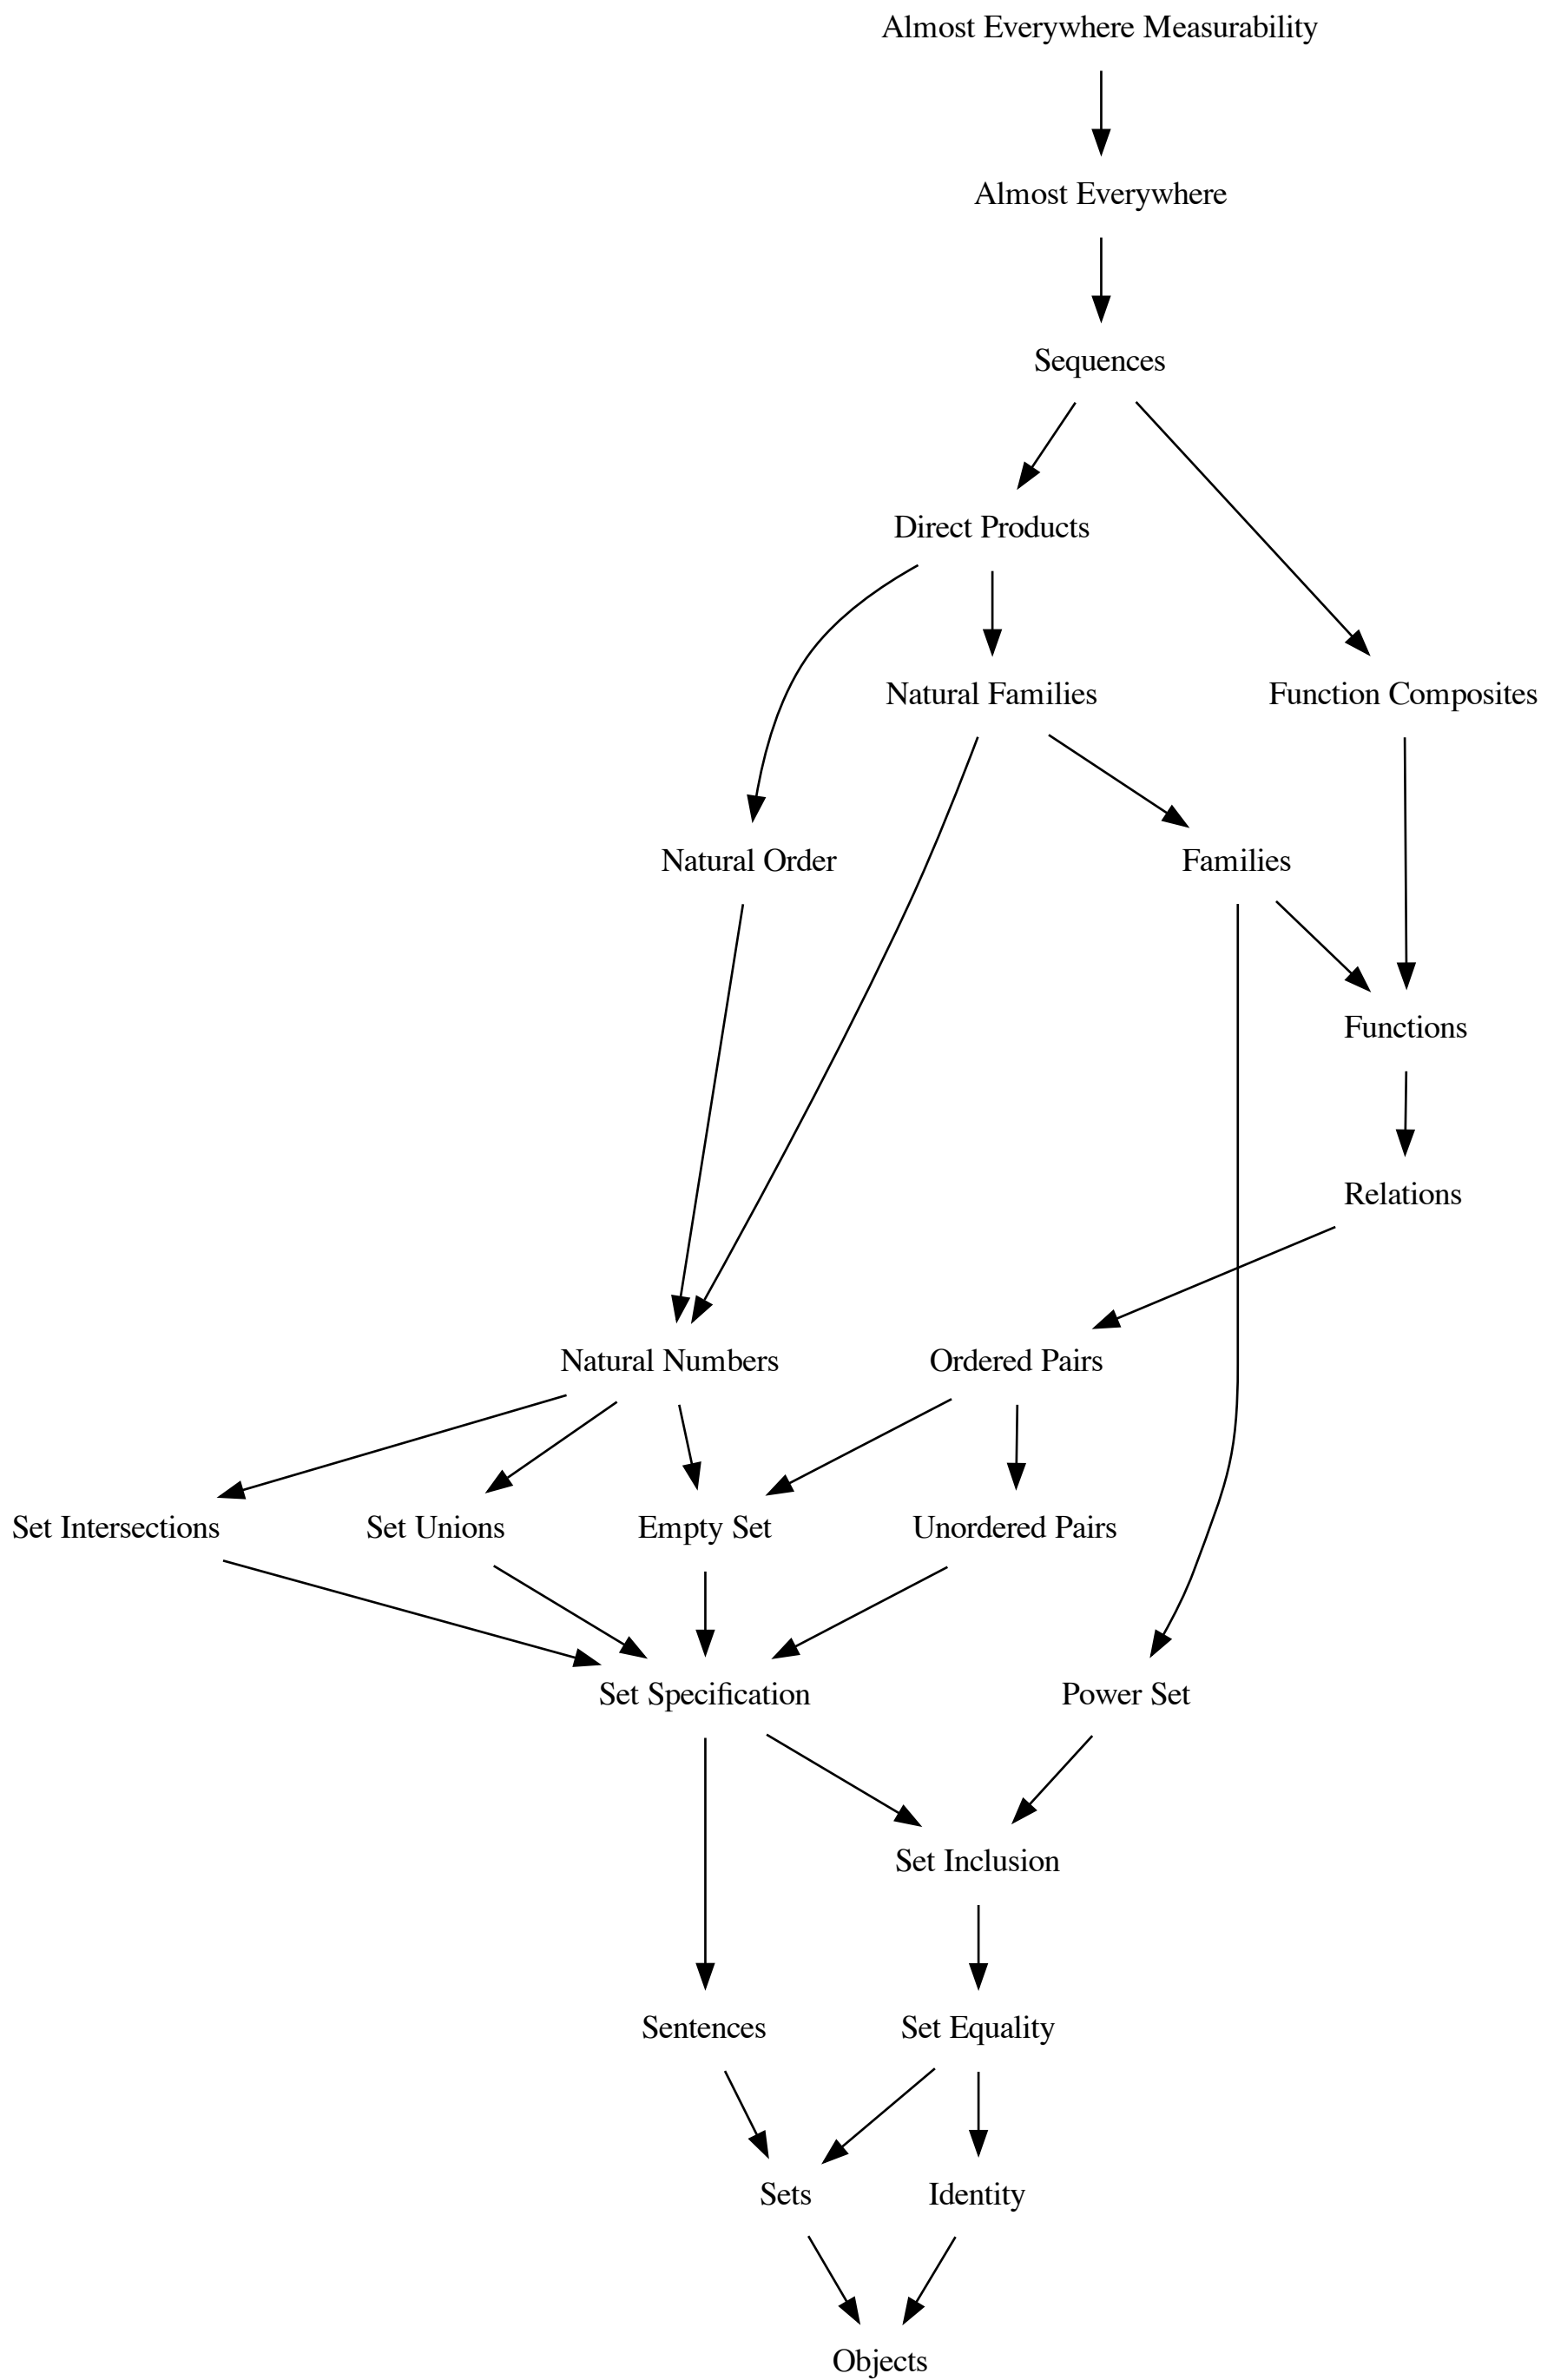 Almost Everywhere Measurability
Almost Everywhere
Sequences
Direct Products
Natural Families
Function Composites
Natural Order
Families
Functions
Relations
Natural Numbers
Ordered Pairs
Set Intersections
Set Unions
Empty Set
Unordered Pairs
Set Specification
Power Set
Set Inclusion
Sentences
Set Equality
Sets
Identity
Objects